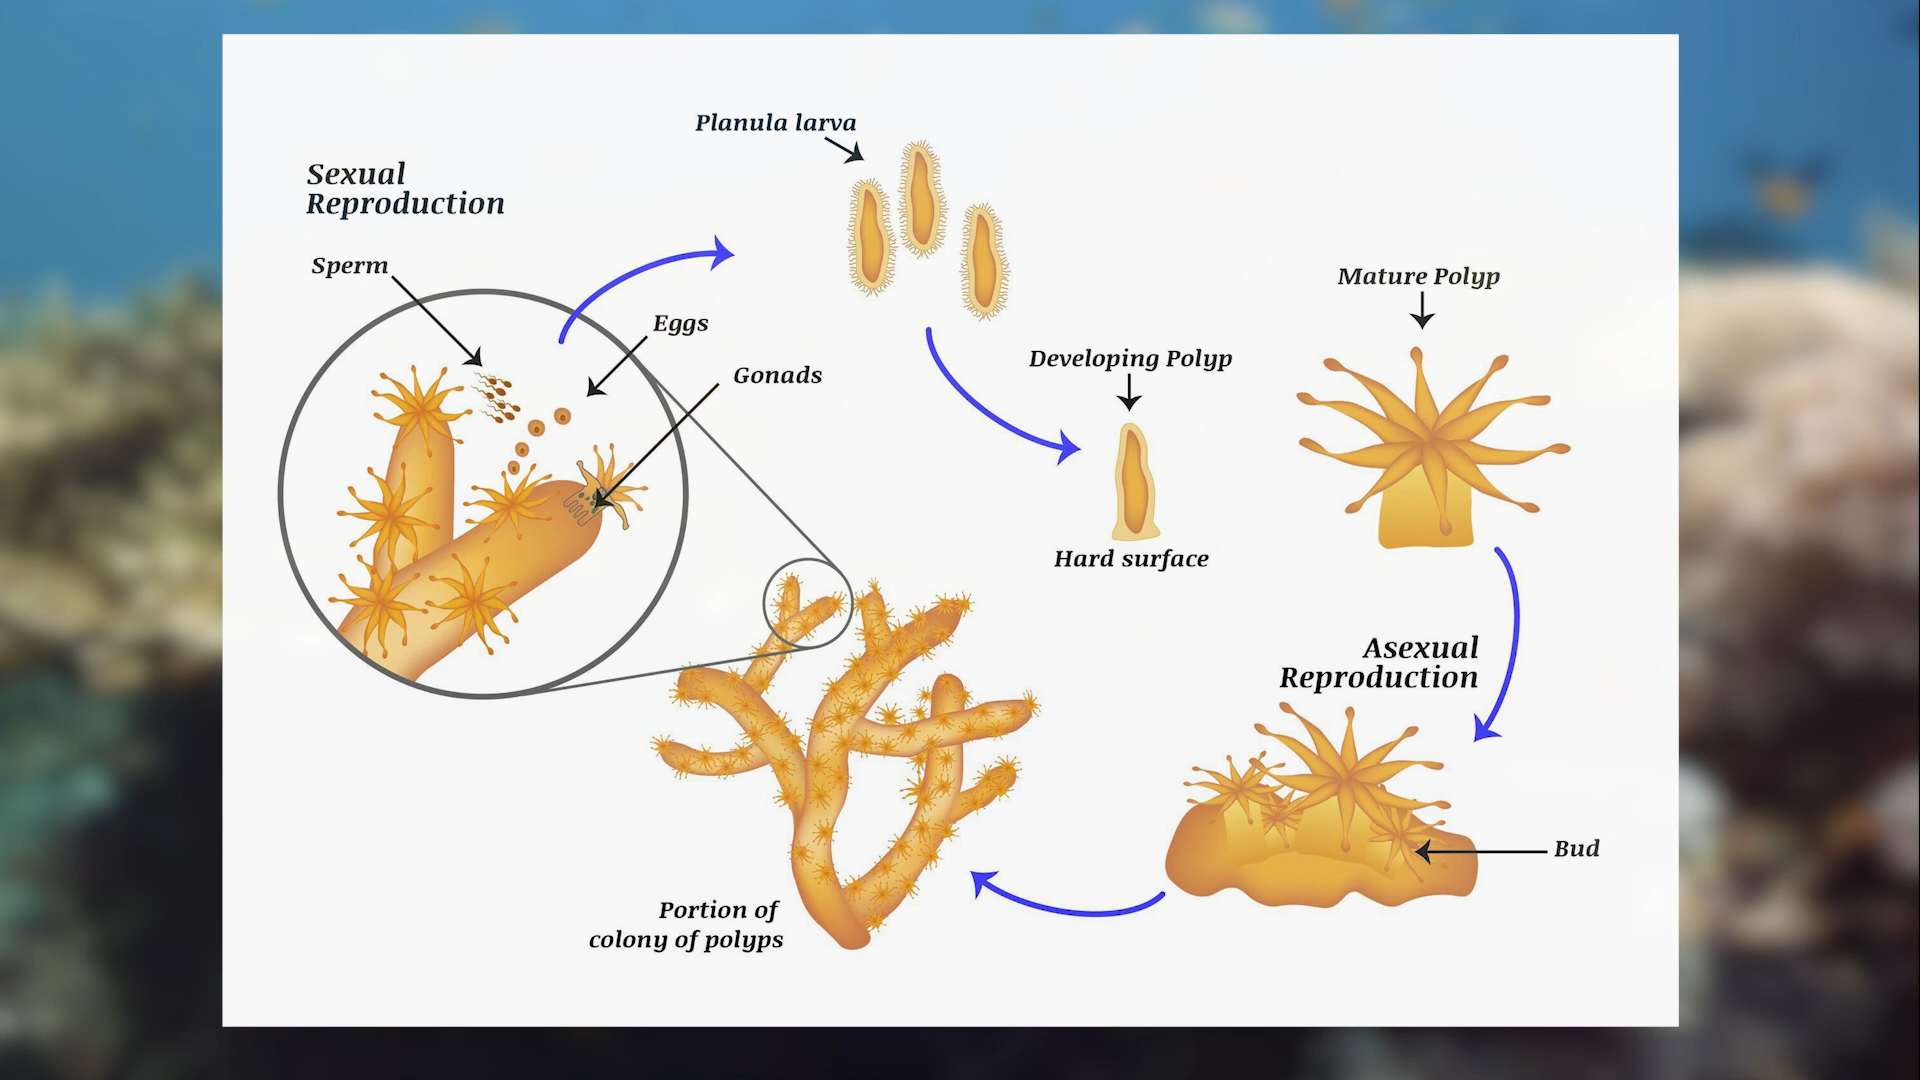 Planula larva
Sexual
Reproduction
Sperm
Eggs
Gonads
Developing Polyp
Hard surface
Mature Polyp
Asexual
Reproduction
Bud
Portion of
colony of polyps